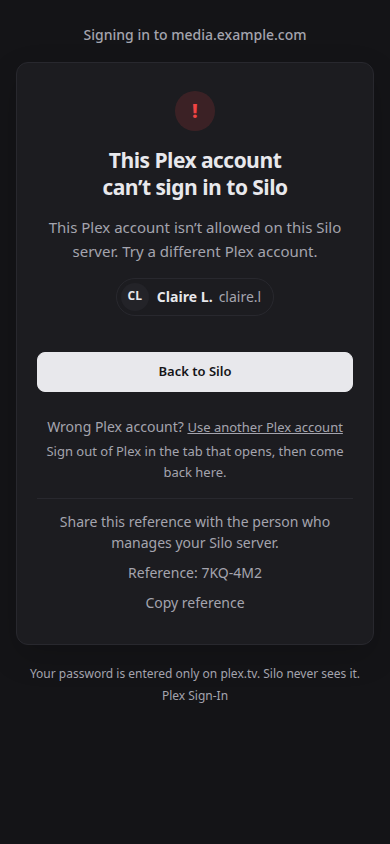 Signing in to media.example.com
!
This Plex account
can’t sign in to Silo
This Plex account isn’t allowed on this Silo
server. Try a different Plex account.
CL Claire L. claire.l
Back to Silo
Wrong Plex account? Use another Plex account
Sign out of Plex in the tab that opens, then come
back here.
Share this reference with the person who
manages your Silo server.
Reference: 7KQ-4M2
Copy reference
Your password is entered only on plex.tv. Silo never sees it.
Plex Sign-In